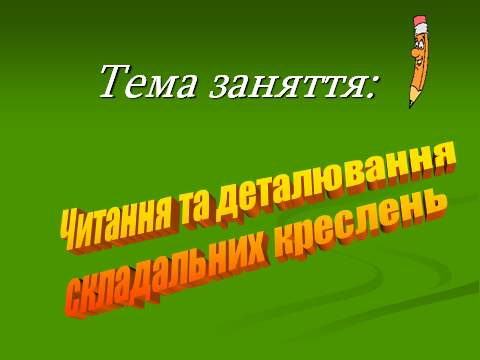 Тема заняття:
Читання та деталювання
складальних креслень